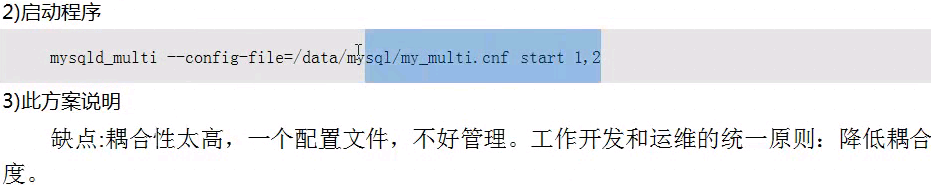 2)启动程序
mysqld_multi --config-file=/data/mysql/my_multi.cnf start 1,2
3)此方案说明
缺点:耦合性太高，一个配置文件，不好管理。工作开发和运维的统一原则：降低耦合
度。